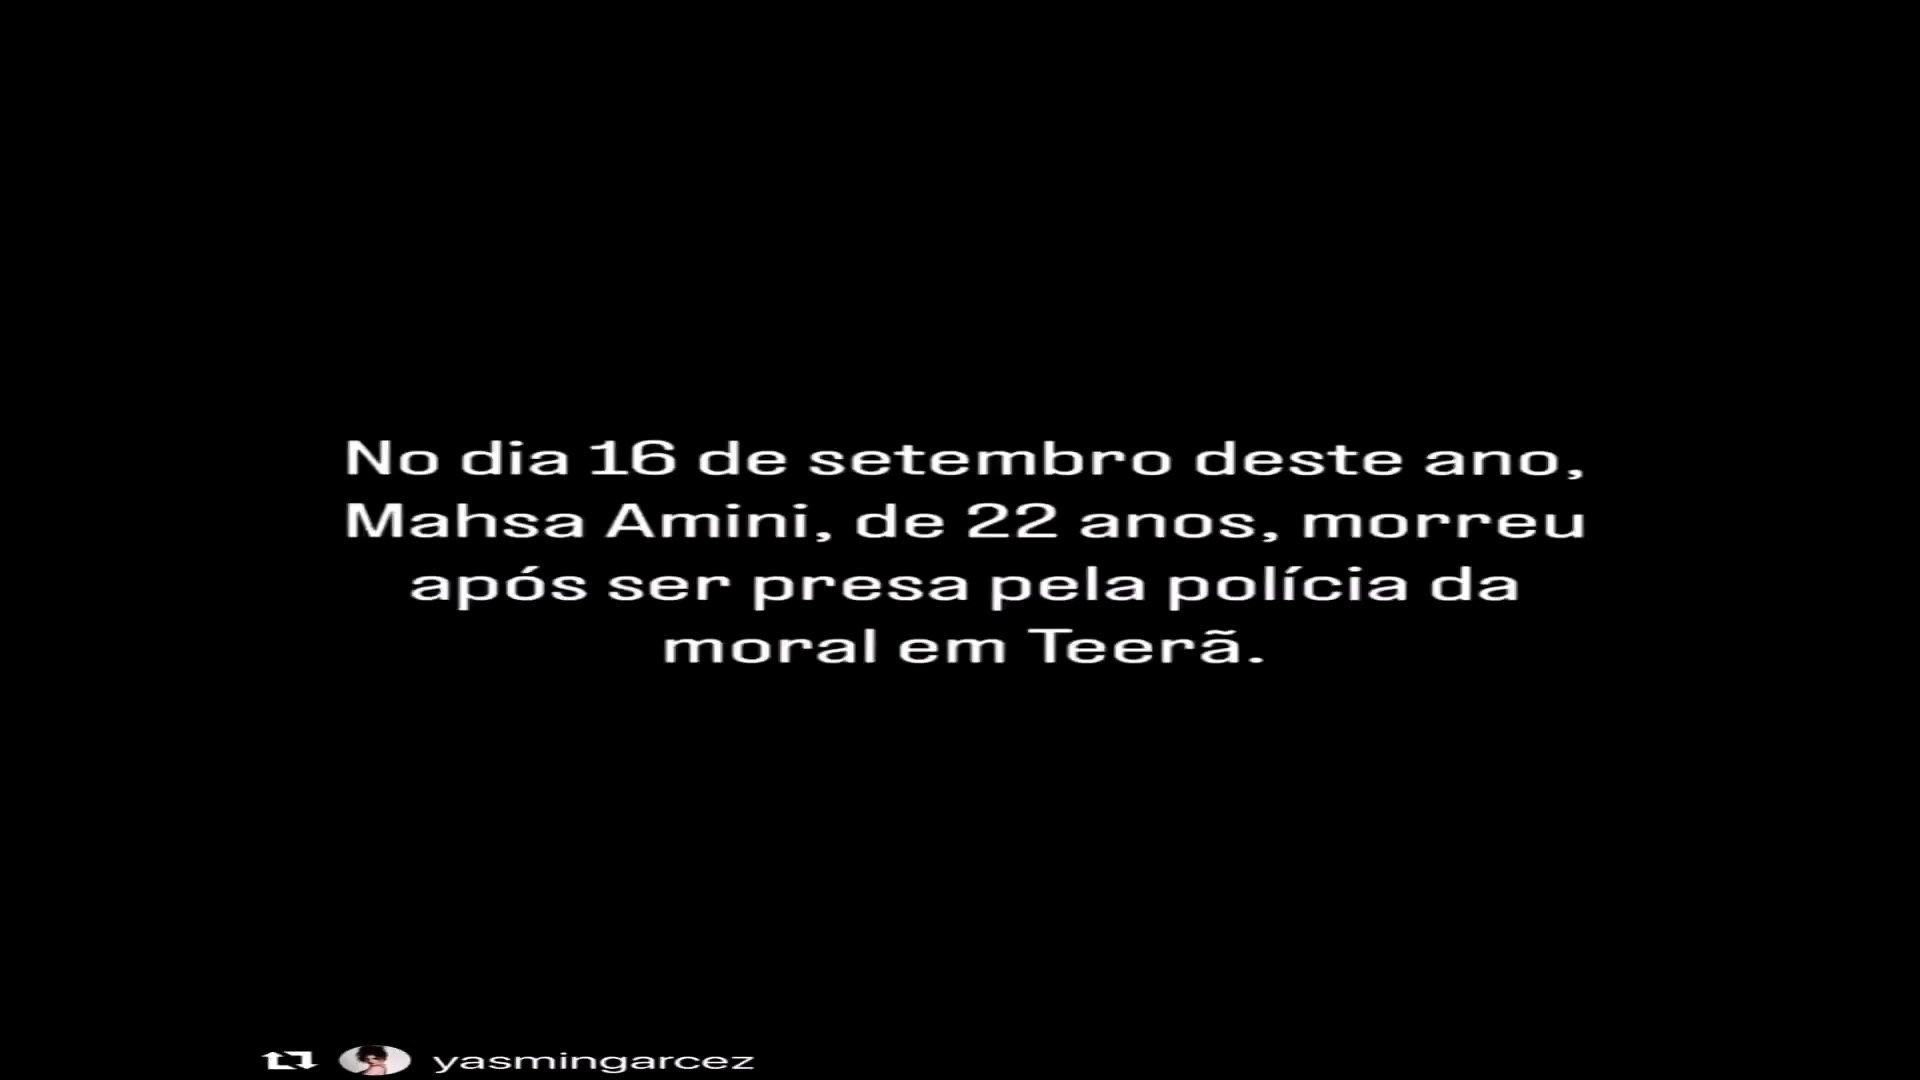 No dia 16 de setembro deste ano,
Mahsa Amini, de 22 anos, morreu
após ser presa pela polícia da
moral em Teerã.
yasmingarcez